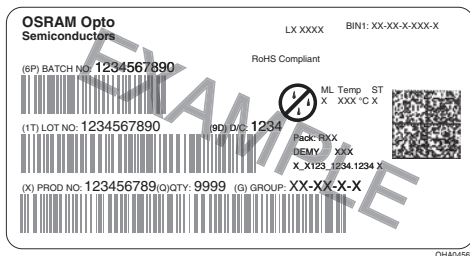 OSRAM Opto
Semiconductors
LX XXXX
BIN1: XX-XX-X-XXX-X
RoHS Compliant
(6P) BATCH NO: 1234567890
ML Temp ST
X XXX °C X
(1T) LOT NO: 1234567890 (9D) D/C: 1234
Pack: RXX
DEMY XXX
X_X123_1234.1234 X
(X) PROD NO: 123456789(Q)QTY: 9999 (G) GROUP: XX-XX-X-X
EXAMPLE
OHA0456